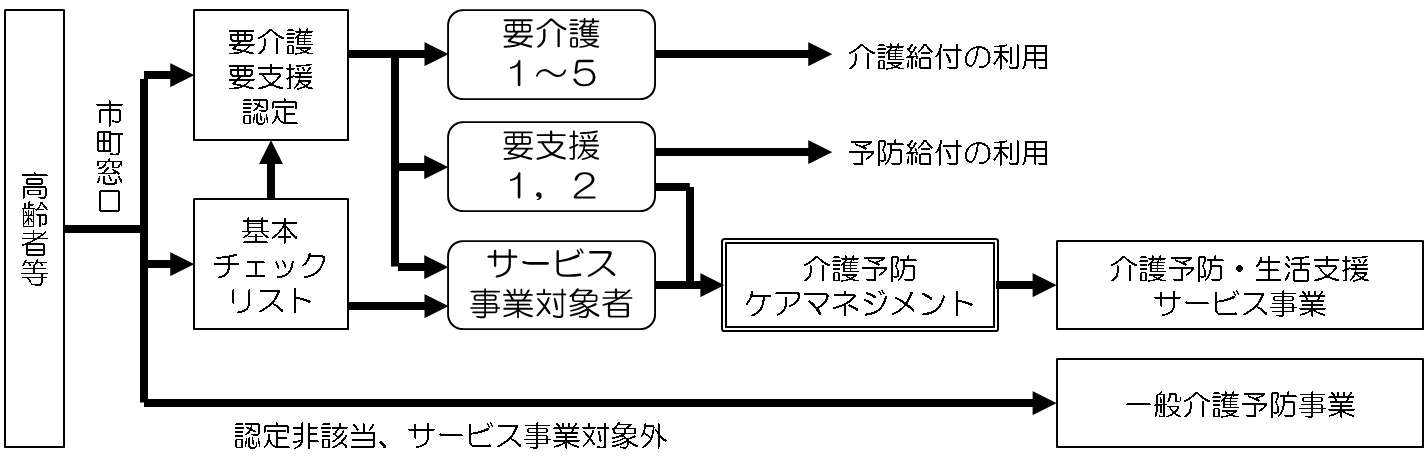 高齢者等
市町窓口
要介護
要支援
認定
基本
チェック
リスト
要介護
１～５
要支援
１，２
サービス
事業対象者
介護給付の利用
予防給付の利用
介護予防
ケアマネジメント
介護予防・生活支援
サービス事業
一般介護予防事業
認定非該当、サービス事業対象外